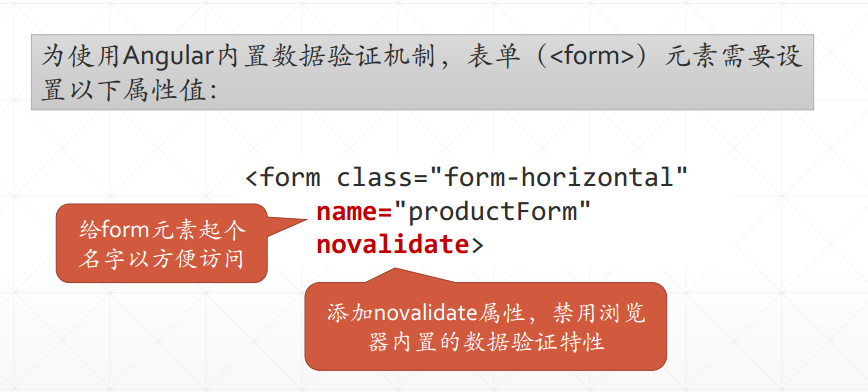 为使用Angular内置数据验证机制，表单（<form>）元素需要设
置以下属性值：
<form class="form-horizontal"
name="productForm"
novalidate>
给form元素起个
名字以方便访问
添加novalidate属性，禁用浏览
器内置的数据验证特性